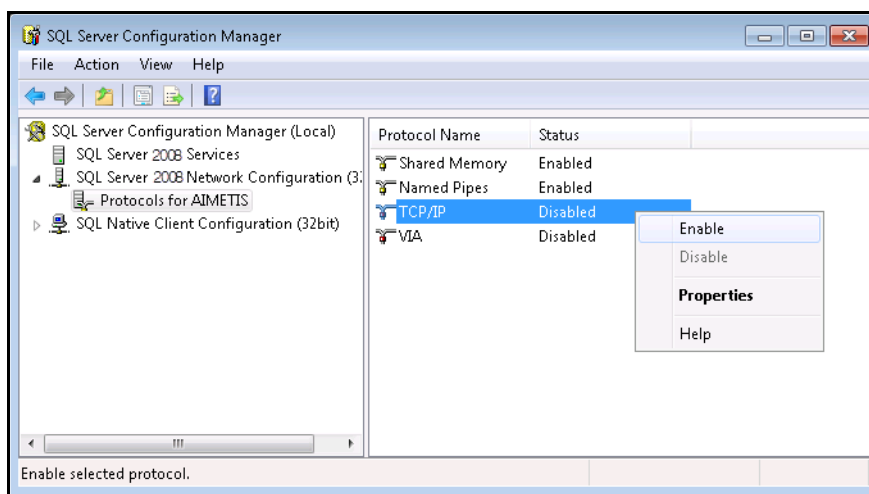 SQL Server Configuration Manager
File Action View Help
SQL Server Configuration Manager (Local)
SQL Server 2008 Services
SQL Server 2008 Network Configuration (32
Protocols for AIMETIS
SQL Native Client Configuration (32bit)
Protocol Name Status
Shared Memory Enabled
Named Pipes Enabled
TCP/IP Disabled
VIA Disabled
Enable
Disable
Properties
Help
Enable selected protocol.